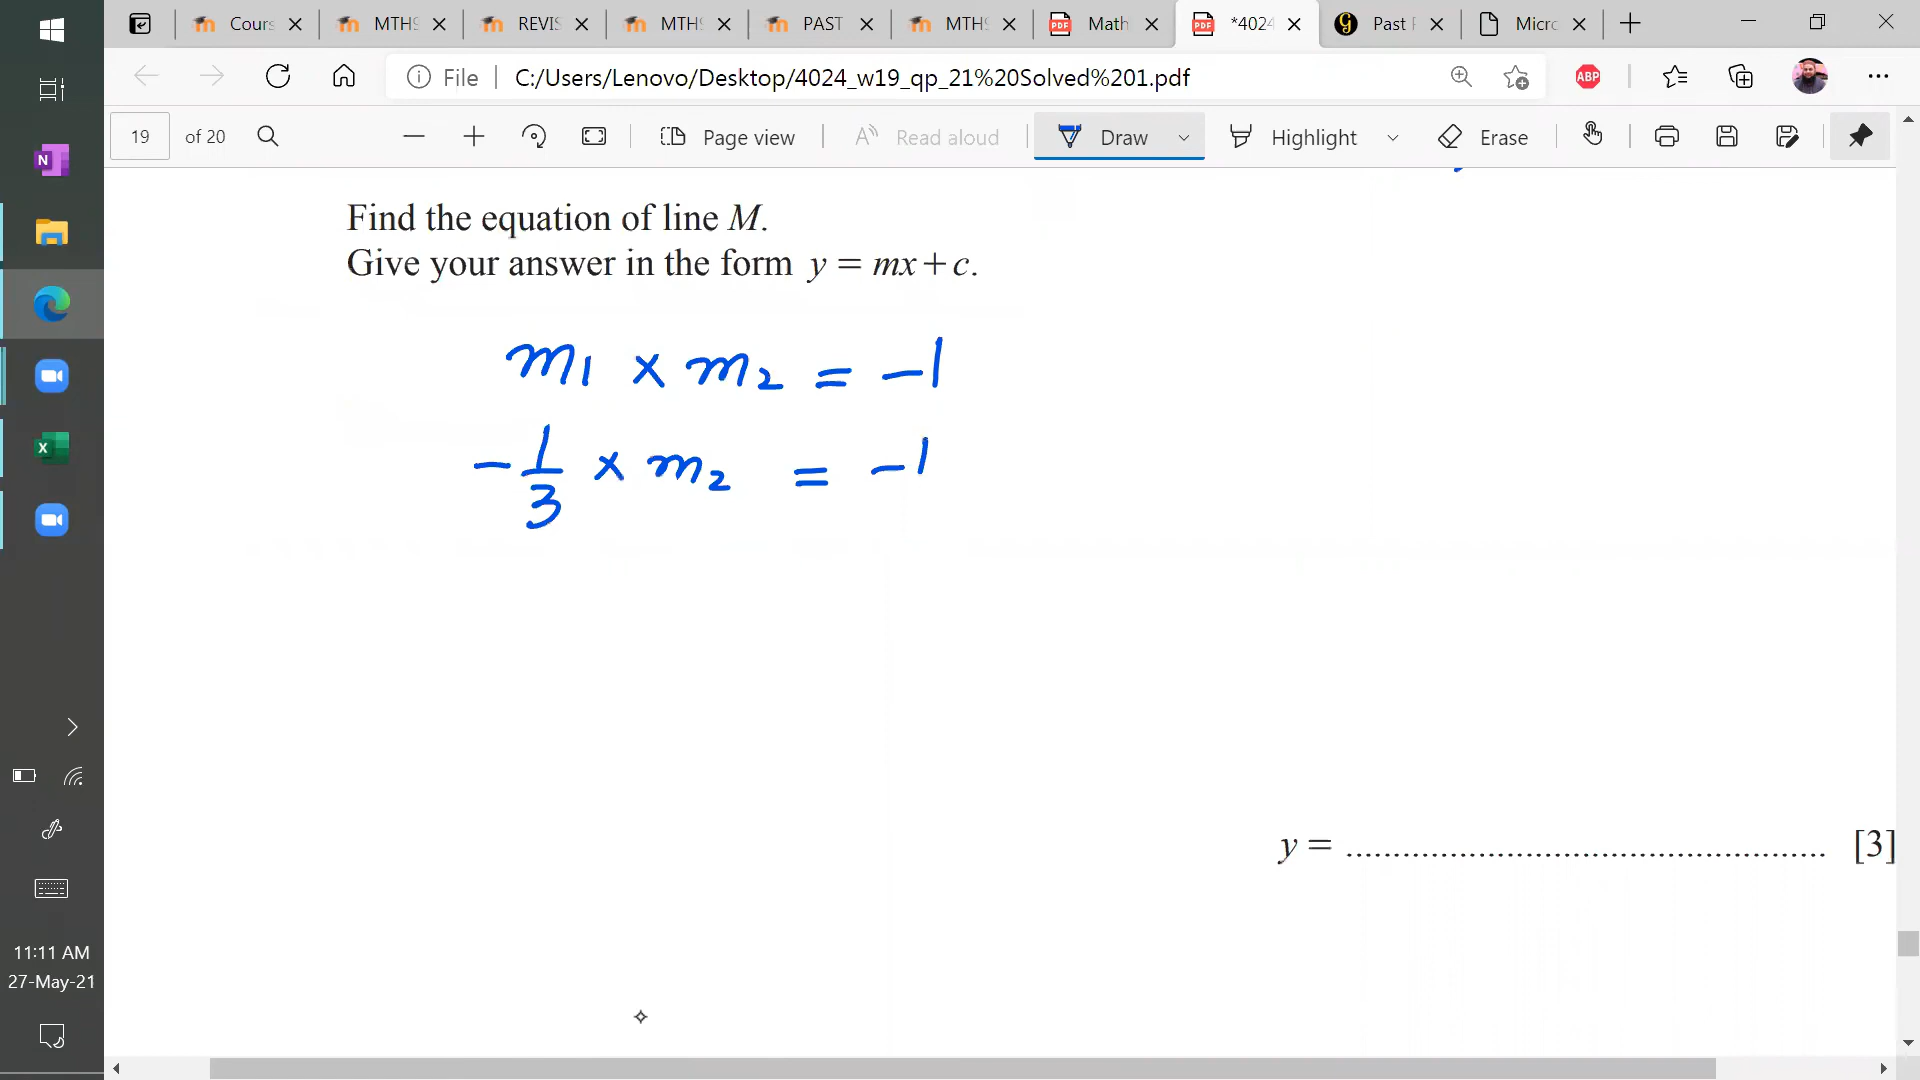 Cours MTHS REVIS MTHS PAST MTHS Math *4024 Past P Micro
File C:/Users/Lenovo/Desktop/4024_w19_qp_21%20Solved%201.pdf ABP
19 of 20 Page view Read aloud Draw Highlight Erase
Find the equation of line M.
Give your answer in the form y = mx + c.
m1 × m2 = −1
−1/3 × m2 = −1
y = ................................................ [3]
11:11 AM
27-May-21